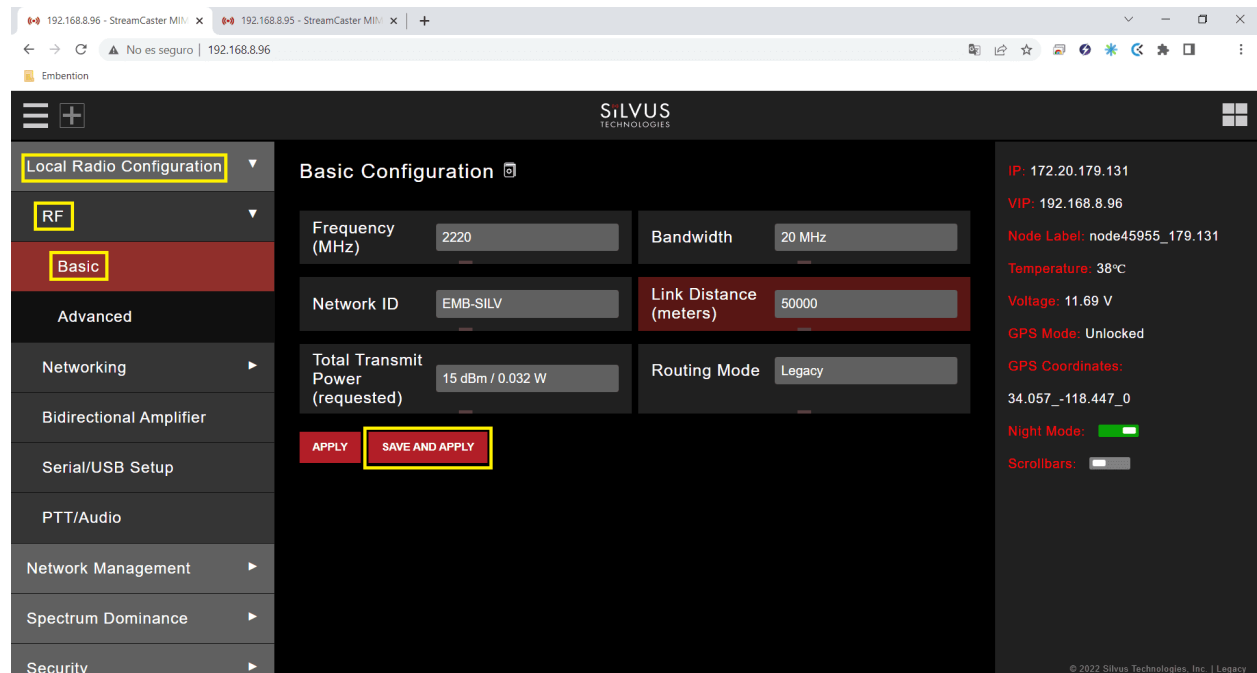 192.168.8.96 - StreamCaster MIM
192.168.8.95 - StreamCaster MIM
No es seguro | 192.168.8.96
Embention
SiLVUS
TECHNOLOGIES
Local Radio Configuration
RF
Basic
Advanced
Networking
Bidirectional Amplifier
Serial/USB Setup
PTT/Audio
Network Management
Spectrum Dominance
Security
Basic Configuration
Frequency
(MHz)
2220
Bandwidth
20 MHz
Network ID
EMB-SILV
Link Distance
(meters)
50000
Total Transmit
Power
(requested)
15 dBm / 0.032 W
Routing Mode
Legacy
APPLY
SAVE AND APPLY
IP: 172.20.179.131
VIP: 192.168.8.96
Node Label: node45955_179.131
Temperature: 38°C
Voltage: 11.69 V
GPS Mode: Unlocked
GPS Coordinates:
34.057_-118.447_0
Night Mode:
Scrollbars:
© 2022 Silvus Technologies, Inc. | Legacy